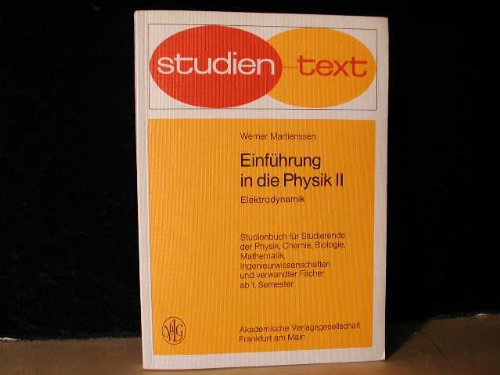 studien text
Werner Martienssen
Einführung
in die Physik II
Elektrodynamik
Studienbuch für Studierende
der Physik, Chemie, Biologie,
Mathematik,
Ingenieurwissenschaften
und verwandter Fächer
ab 1. Semester
Akademische Verlagsgesellschaft
Frankfurt am Main